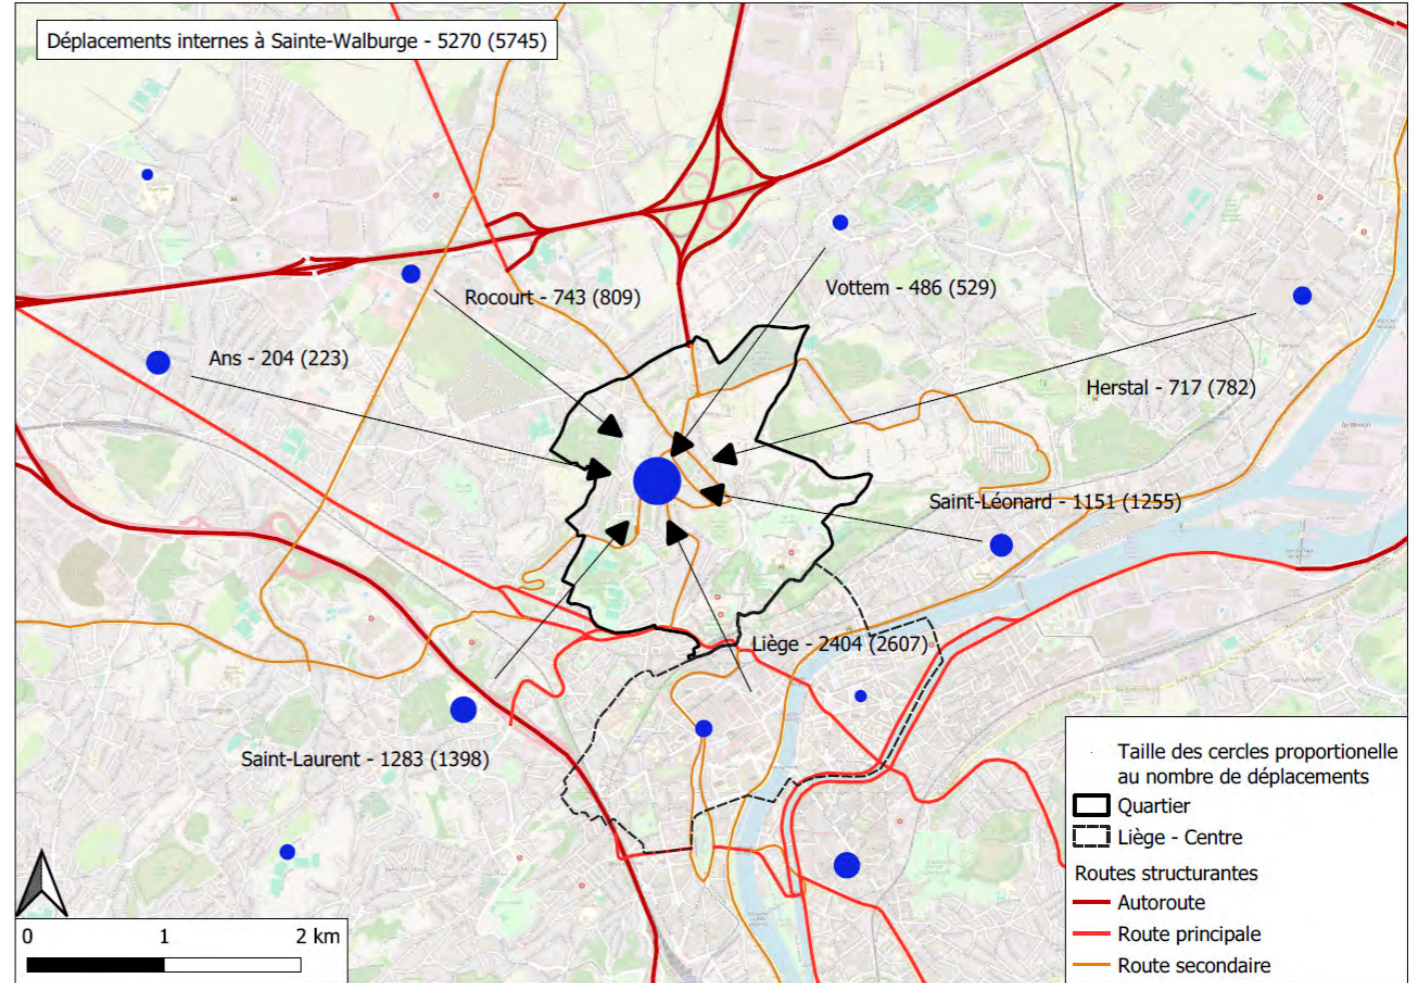 Déplacements internes à Sainte-Walburge - 5270 (5745)
Vottem - 486 (529)
Rocourt - 743 (809)
Ans - 204 (223)
Herstal - 717 (782)
Saint-Léonard - 1151 (1255)
Liège - 2404 (2607)
Saint-Laurent - 1283 (1398)
Taille des cercles proportionelle
au nombre de déplacements
Quartier
Liège - Centre
Routes structurantes
Autoroute
Route principale
Route secondaire
0 1 2 km